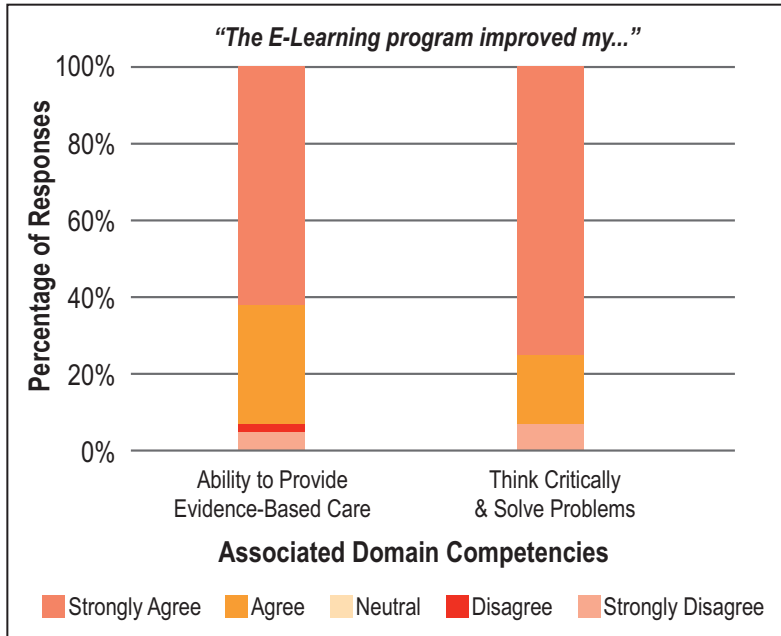 “The E-Learning program improved my...”
100%
80%
60%
40%
20%
0%
Percentage of Responses
Ability to Provide
Evidence-Based Care
Think Critically
& Solve Problems
Associated Domain Competencies
Strongly Agree Agree Neutral Disagree Strongly Disagree